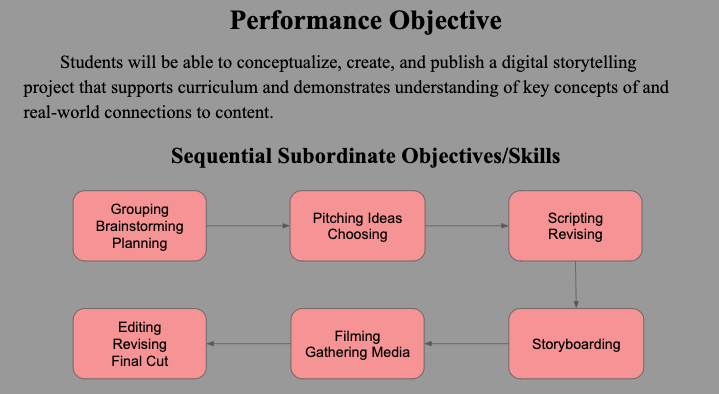 Performance Objective
Students will be able to conceptualize, create, and publish a digital storytelling
project that supports curriculum and demonstrates understanding of key concepts of and
real-world connections to content.
Sequential Subordinate Objectives/Skills
Grouping
Brainstorming
Planning
Pitching Ideas
Choosing
Scripting
Revising
Storyboarding
Filming
Gathering Media
Editing
Revising
Final Cut